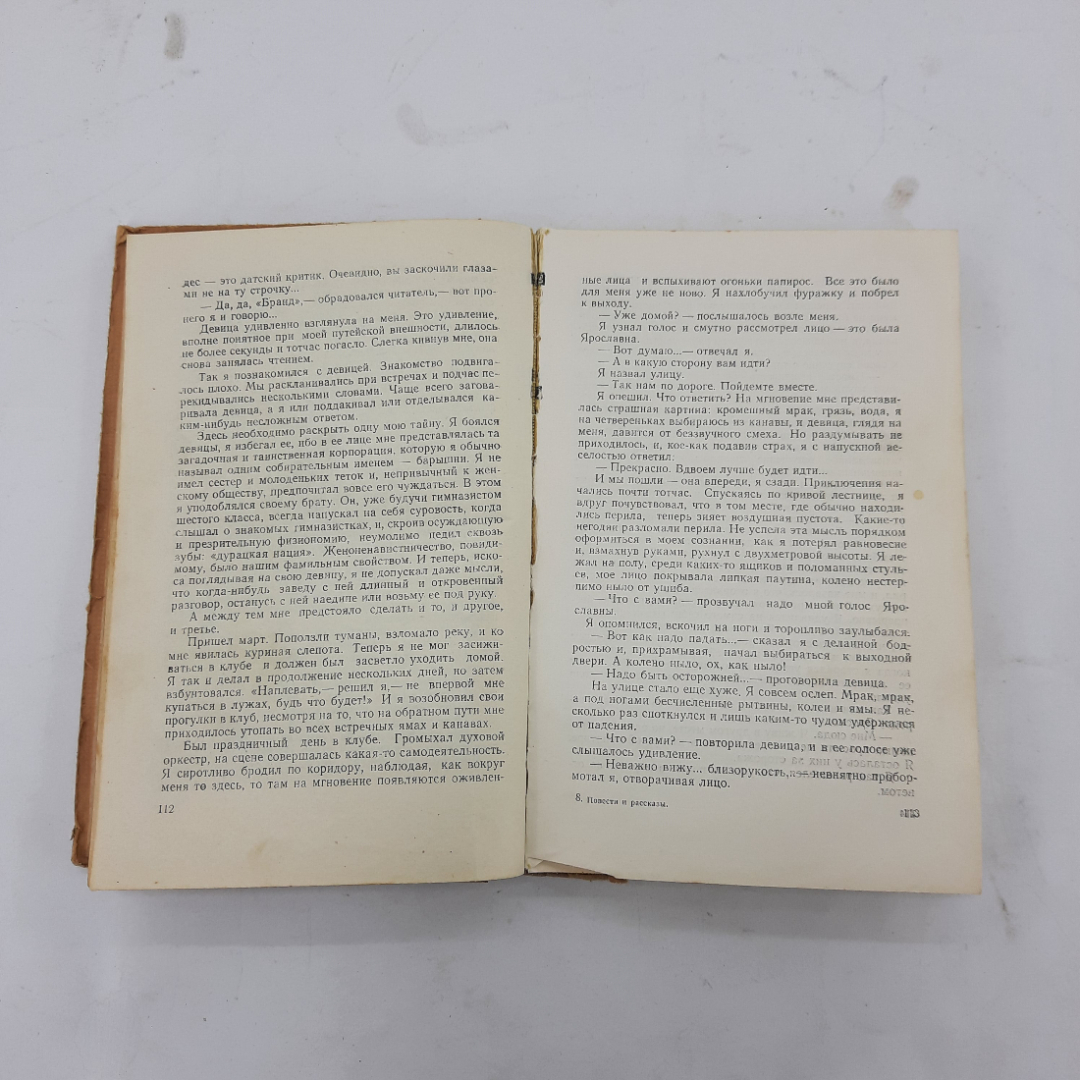 дес — это датский критик. Очевидно, вы заскочили глаза-
ми не на ту строчку...
— Да, да, «Бранд»,— обрадовался читатель,— вот про-
него я и говорю...
Девица удивленно взглянула на меня. Это удивление,
вполне понятное при моей путейской внешности, длилось
не более секунды и тотчас погасло. Слегка кивнув мне, она
снова занялась чтением.
Так я познакомился с девицей. Знакомство подвига-
лось плохо. Мы раскланивались при встречах и подчас пе-
рекидывались несколькими словами. Чаще всего загова-
ривала девица, а я или поддакивал или отделывался ка-
ким-нибудь несложным ответом.
Здесь необходимо раскрыть одну мою тайну. Я боялся
девицы, я избегал ее, ибо в ее лице мне представлялась та
загадочная и таинственная корпорация, которую я обычно
называл одним собирательным именем — барышни. Я не
имел сестер и молоденьких теток и, непривычный к жен-
скому обществу, предпочитал вовсе его чуждаться. В этом
я уподоблялся своему брату. Он, уже будучи гимназистом
шестого класса, всегда напускал на себя суровость, когда
слышал о знакомых гимназистках, и, скроив осуждающую
и презрительную физиономию, неумолимо цедил сквозь
зубы: «дурацкая нация». Женоненавистничество, повиди-
мому, было нашим фамильным свойством. И теперь, иско-
са поглядывая на свою девицу, я не допускал даже мысли,
что когда-нибудь заведу с ней длинный и откровенный
разговор, останусь с ней наедине или возьму ее под руку.
А между тем мне предстояло сделать и то, и другое,
и третье.
Пришел март. Поползли туманы, взломало реку, и ко
мне явилась куриная слепота. Теперь я не мог засижи-
ваться в клубе и должен был засветло уходить домой.
Я так и делал в продолжение нескольких дней, но затем
взбунтовался. «Наплевать,— решил я,— не впервой мне
купаться в лужах, будь что будет!» И я возобновил свои
прогулки в клуб, несмотря на то, что на обратном пути мне
приходилось утопать во всех встречных ямах и канавах.
Был праздничный день в клубе. Громыхал духовой
оркестр, на сцене совершалась какая-то самодеятельность.
Я сиротливо бродил по коридору, наблюдая, как вокруг
меня то здесь, то там на мгновение появляются оживлен-
112
ные лица и вспыхивают огоньки папирос. Все это было
для меня уже не ново. Я нахлобучил фуражку и побрел
к выходу.
— Уже домой? — послышалось возле меня.
Я узнал голос и смутно рассмотрел лицо — это была
Ярославна.
— Вот думаю...— отвечал я.
— А в какую сторону вам идти?
Я назвал улицу.
— Так нам по дороге. Пойдемте вместе.
Я опешил. Что ответить? На мгновение мне представи-
лась страшная картина: кромешный мрак, грязь, вода, я
на четвереньках выбираюсь из канавы, и девица, глядя на
меня, давится от беззвучного смеха. Но раздумывать не
приходилось, и, кое-как подавив страх, я с напускной ве-
селостью ответил:
— Прекрасно. Вдвоем лучше будет идти...
И мы пошли — она впереди, я сзади. Приключения на-
чались почти тотчас. Спускаясь по кривой лестнице, я
вдруг почувствовал, что в том месте, где обычно находи-
лись перила, теперь зияет воздушная пустота. Какие-то
негодяи разломали перила. Не успела эта мысль порядком
оформиться в моем сознании, как я потерял равновесие
и, взмахнув руками, рухнул с двухметровой высоты. Я ле-
жал на полу, среди каких-то ящиков и поломанных стуль-
ев, мое лицо покрывала липкая паутина, колено нестер-
пимо ныло от ушиба.
— Что с вами? — прозвучал надо мной голос Яро-
славны.
Я опомнился, вскочил на ноги и торопливо заулыбался.
— Вот как надо падать...— сказал я с деланной бод-
ростью и, прихрамывая, начал выбираться к выходной
двери. А колено ныло, ох, как ныло!
— Надо быть осторожней...— проговорила девица.
На улице стало еще хуже. Я совсем ослеп. Мрак, мрак,
а под ногами бесчисленные рытвины, колеи и ямы. Я не-
сколько раз споткнулся и лишь каким-то чудом удержался
от падения.
— Что с вами? — повторила девица, и в ее голосе уже
слышалось удивление.
— Неважно вижу... близорукость,— невнятно пробор-
мотал я, отворачивая лицо.
8. Повести и рассказы.